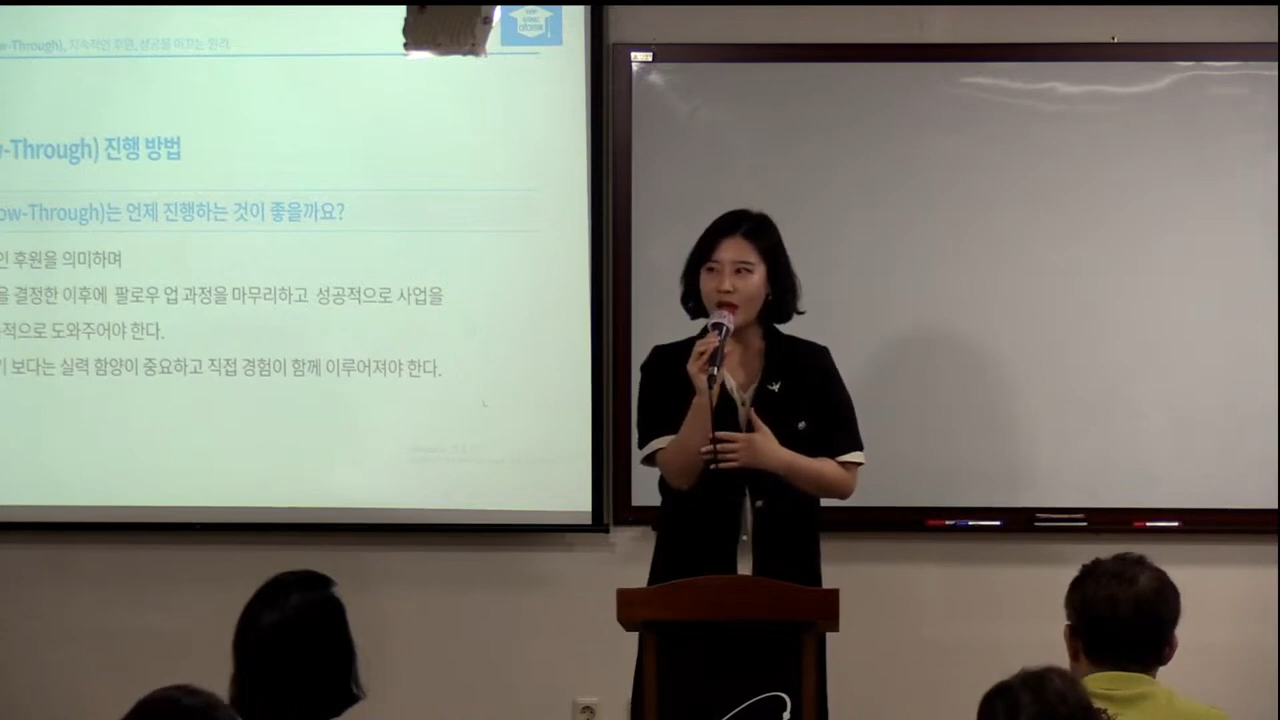 w-Through), 지속적인 후원, 성공을 이끄는 원리
w-Through) 진행 방법
ow-Through)는 언제 진행하는 것이 좋을까요?
인 후원을 의미하며
을 결정한 이후에 팔로우 업 과정을 마무리하고 성공적으로 사업을
적으로 도와주어야 한다.
기 보다는 실력 함양이 중요하고 직접 경험이 함께 이루어져야 한다.